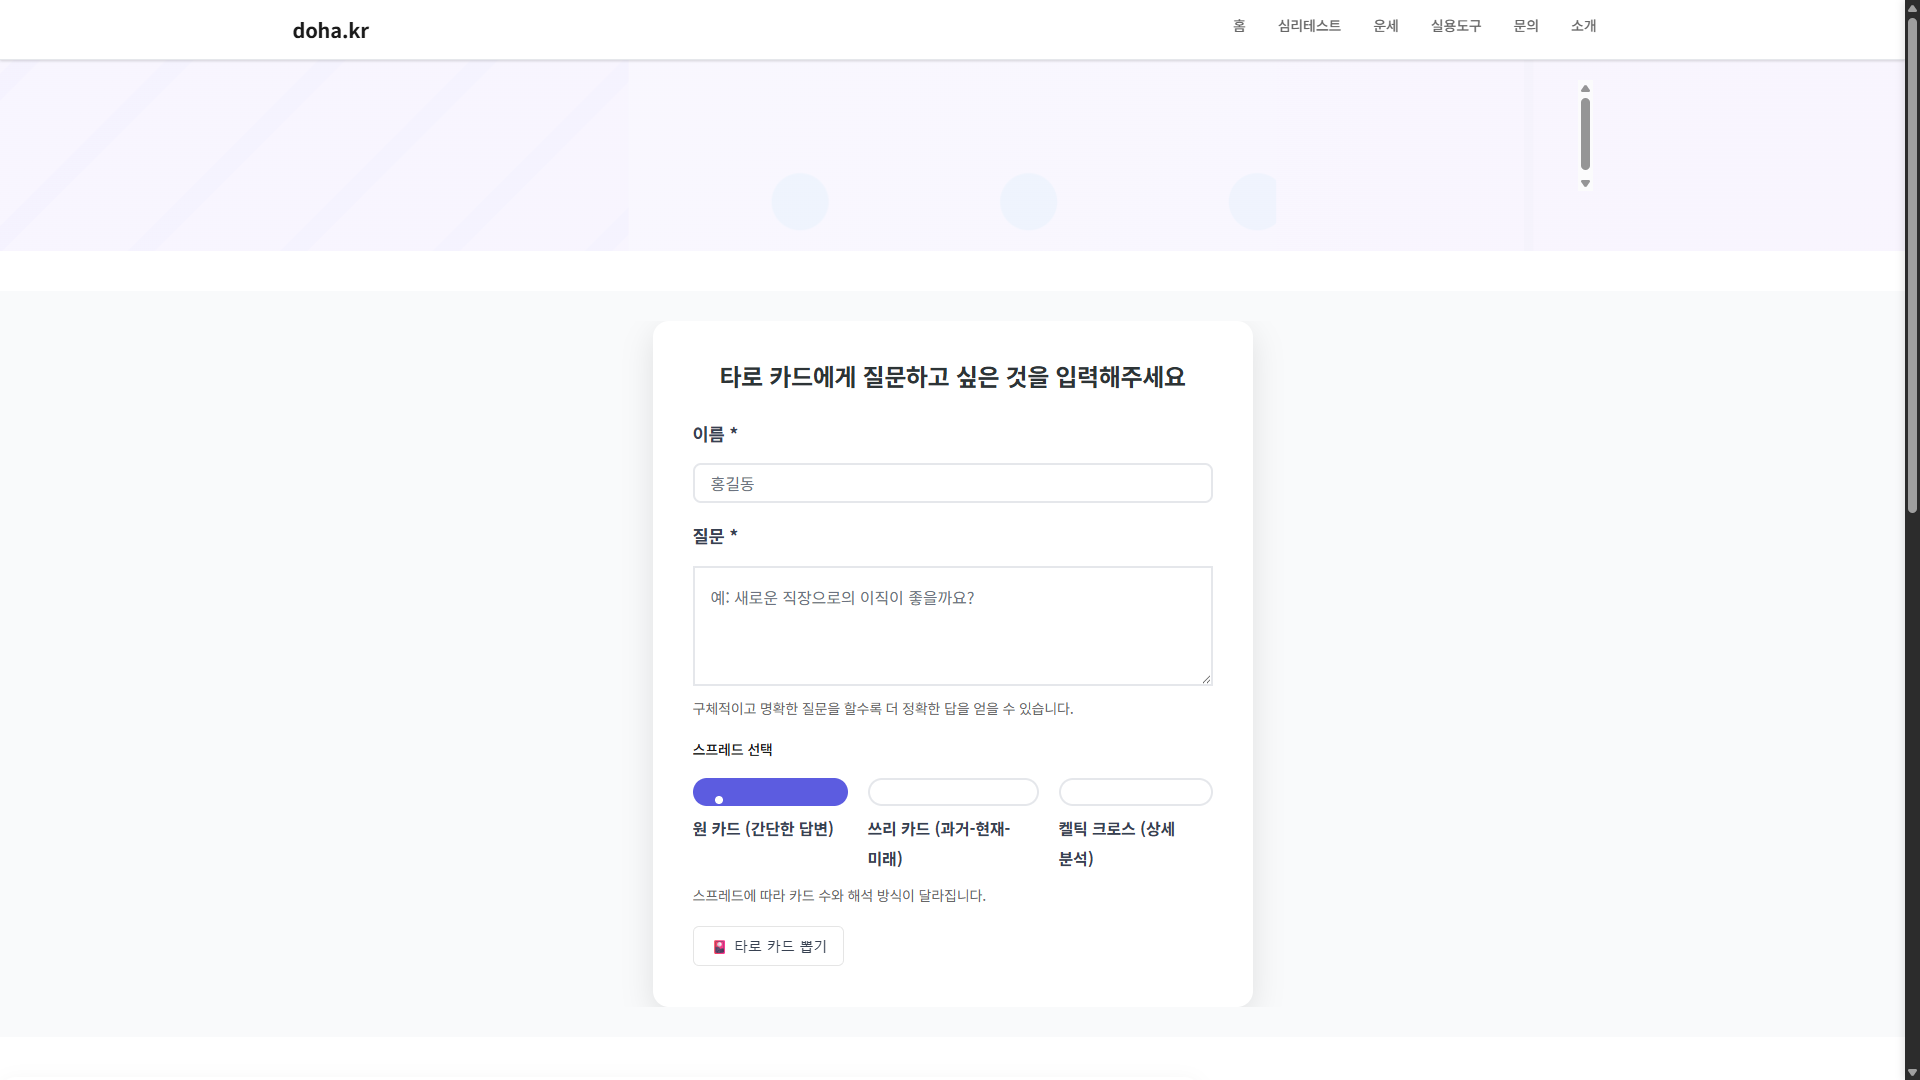 doha.kr
홈 심리테스트 운세 실용도구 문의 소개
타로 카드에게 질문하고 싶은 것을 입력해주세요
이름 *
홍길동
질문 *
예: 새로운 직장으로의 이직이 좋을까요?
구체적이고 명확한 질문을 할수록 더 정확한 답을 얻을 수 있습니다.
스프레드 선택
원 카드 (간단한 답변)
쓰리 카드 (과거-현재-
미래)
켈틱 크로스 (상세
분석)
스프레드에 따라 카드 수와 해석 방식이 달라집니다.
타로 카드 뽑기